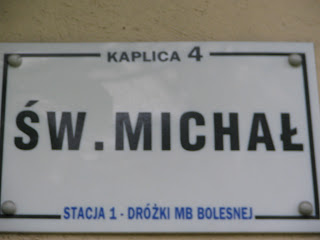 KAPLICA 4
ŚW. MICHAŁ
STACJA 1 - DRÓŻKI MB BOLESNEJ